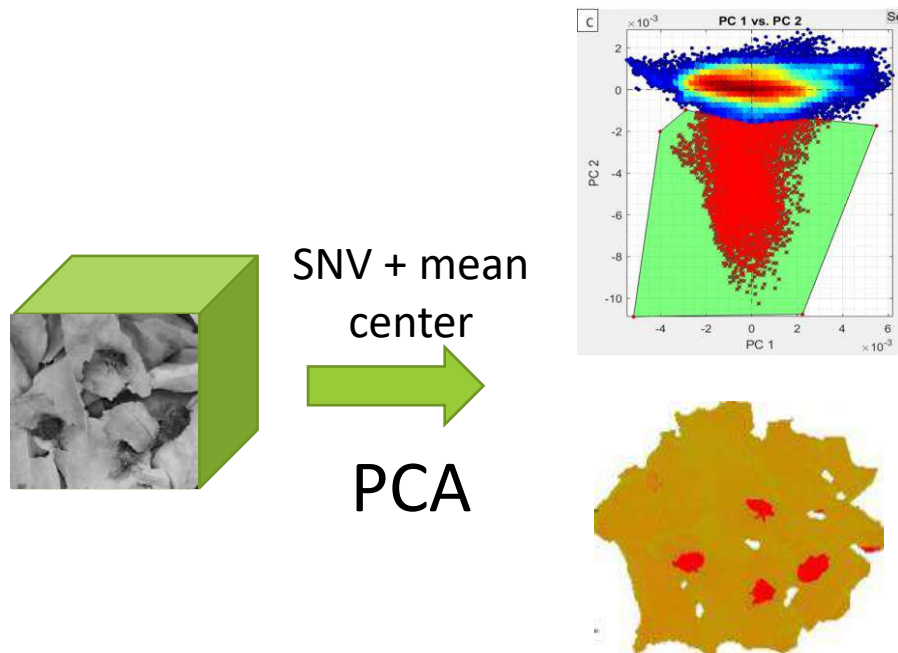 C
PC 1 vs. PC 2
×10⁻³
2
0
-2
-4
-6
-8
-10
PC 2
-4 -2 0 2 4 6
PC 1
×10⁻³
SNV + mean
center
PCA